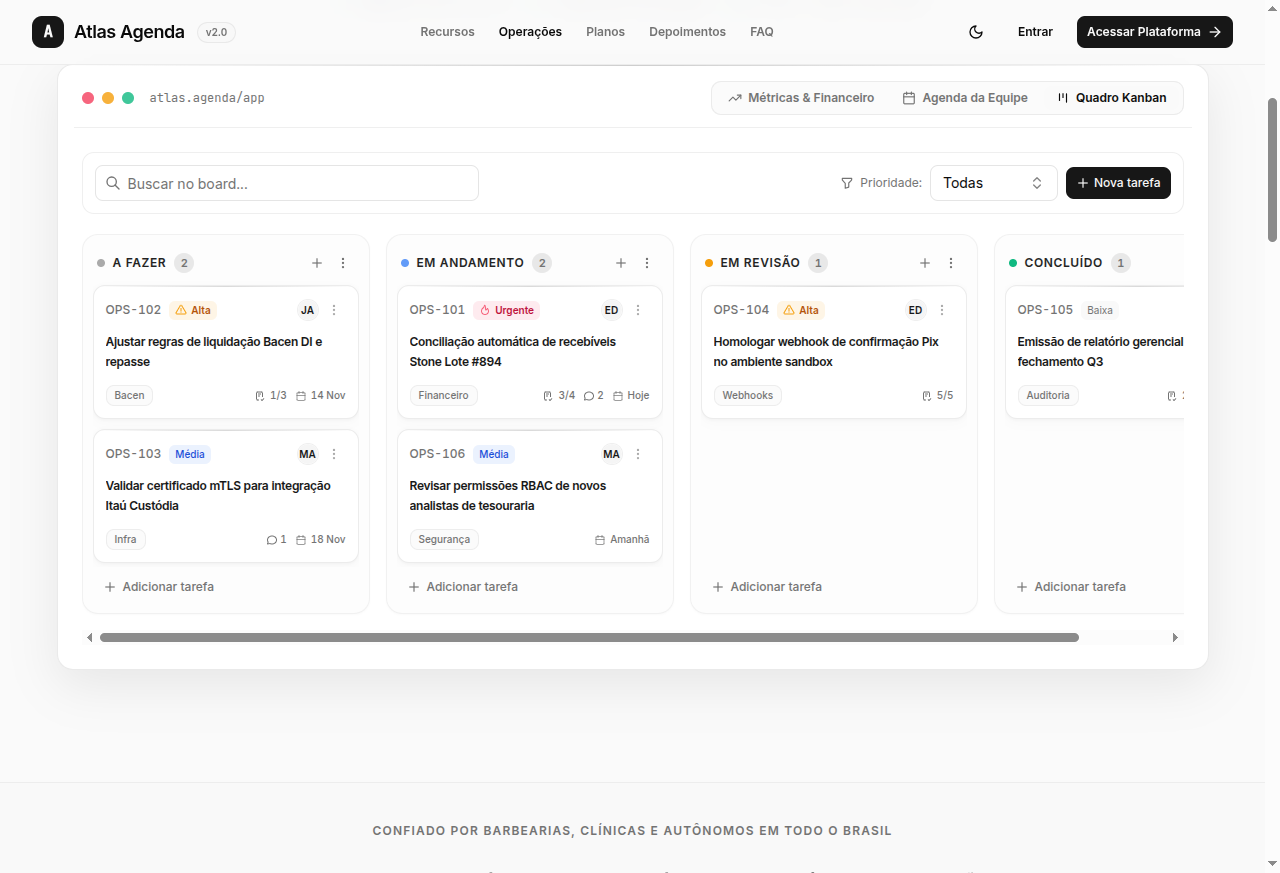 A Atlas Agenda v2.0 Recursos Operações Planos Depoimentos FAQ Entrar Acessar Plataforma
atlas.agenda/app Métricas & Financeiro Agenda da Equipe Quadro Kanban
Buscar no board... Prioridade: Todas Nova tarefa
A FAZER 2
OPS-102 Alta JA
Ajustar regras de liquidação Bacen DI e
repasse
Bacen 1/3 14 Nov
OPS-103 Média MA
Validar certificado mTLS para integração
Itaú Custódia
Infra 1 18 Nov
Adicionar tarefa
EM ANDAMENTO 2
OPS-101 Urgente ED
Conciliação automática de recebíveis
Stone Lote #894
Financeiro 3/4 2 Hoje
OPS-106 Média MA
Revisar permissões RBAC de novos
analistas de tesouraria
Segurança Amanhã
Adicionar tarefa
EM REVISÃO 1
OPS-104 Alta ED
Homologar webhook de confirmação Pix
no ambiente sandbox
Webhooks 5/5
Adicionar tarefa
CONCLUÍDO 1
OPS-105 Baixa
Emissão de relatório gerencial
fechamento Q3
Auditoria
Adicionar tarefa
CONFIADO POR BARBEARIAS, CLÍNICAS E AUTÔNOMOS EM TODO O BRASIL